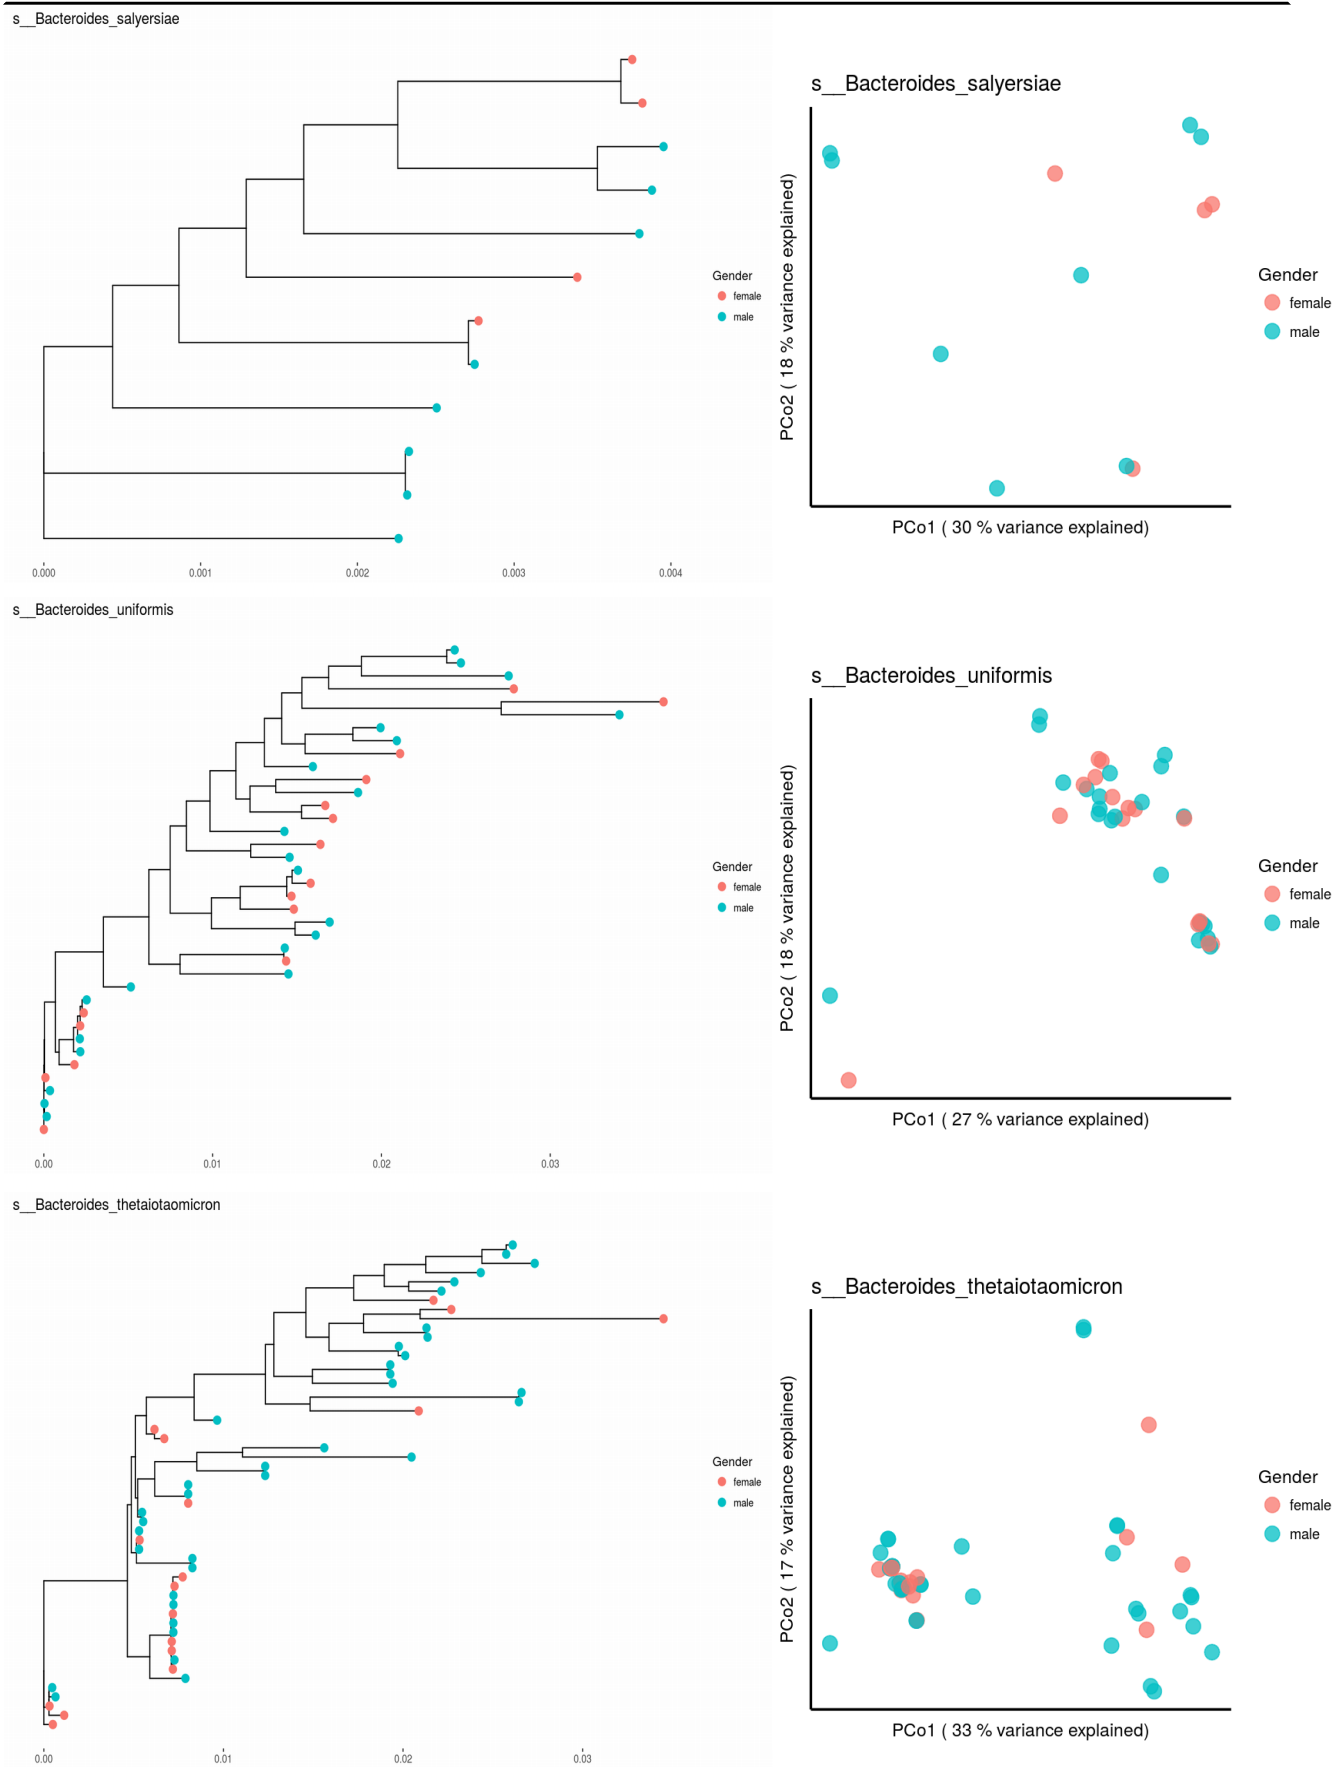 s__Bacteroides_salyersiae
Gender
female
male
0.000
0.001
0.002
0.003
0.004
s__Bacteroides_salyersiae
PCo2 ( 18 % variance explained)
PCo1 ( 30 % variance explained)
Gender
female
male
s__Bacteroides_uniformis
Gender
female
male
0.00
0.01
0.02
0.03
s__Bacteroides_uniformis
PCo2 ( 18 % variance explained)
PCo1 ( 27 % variance explained)
Gender
female
male
s__Bacteroides_thetaiotaomicron
Gender
female
male
0.00
0.01
0.02
0.03
s__Bacteroides_thetaiotaomicron
PCo2 ( 17 % variance explained)
PCo1 ( 33 % variance explained)
Gender
female
male